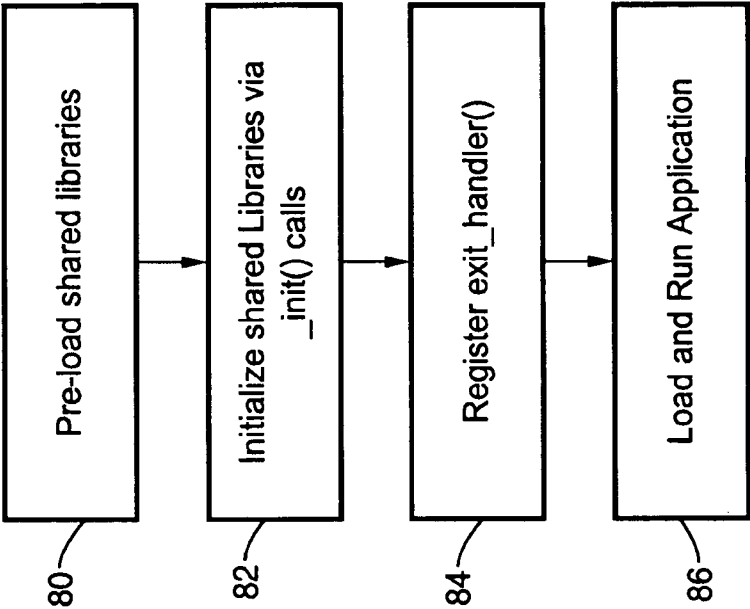 80
Pre-load shared libraries
82
Initialize shared Libraries via
_init() calls
84
Register exit_handler()
86
Load and Run Application